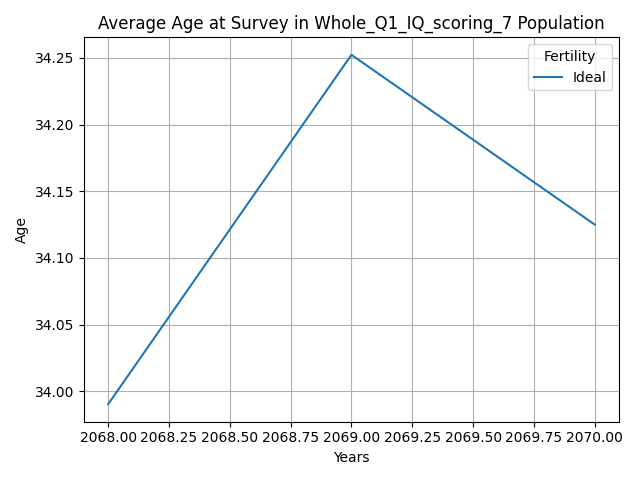 Average Age at Survey in Whole_Q1_IQ_scoring_7 Population
Fertility
Ideal
34.25
34.20
34.15
34.10
34.05
34.00
Age
2068.00 2068.25 2068.50 2068.75 2069.00 2069.25 2069.50 2069.75 2070.00
Years